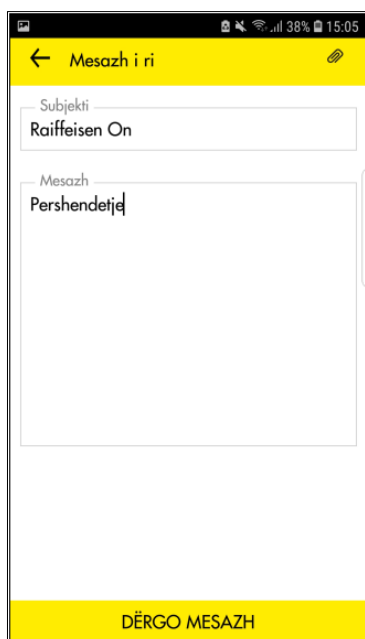 38% 15:05
Mesazh i ri
Subjekti
Raiffeisen On
Mesazh
Pershendetje
DËRGO MESAZH